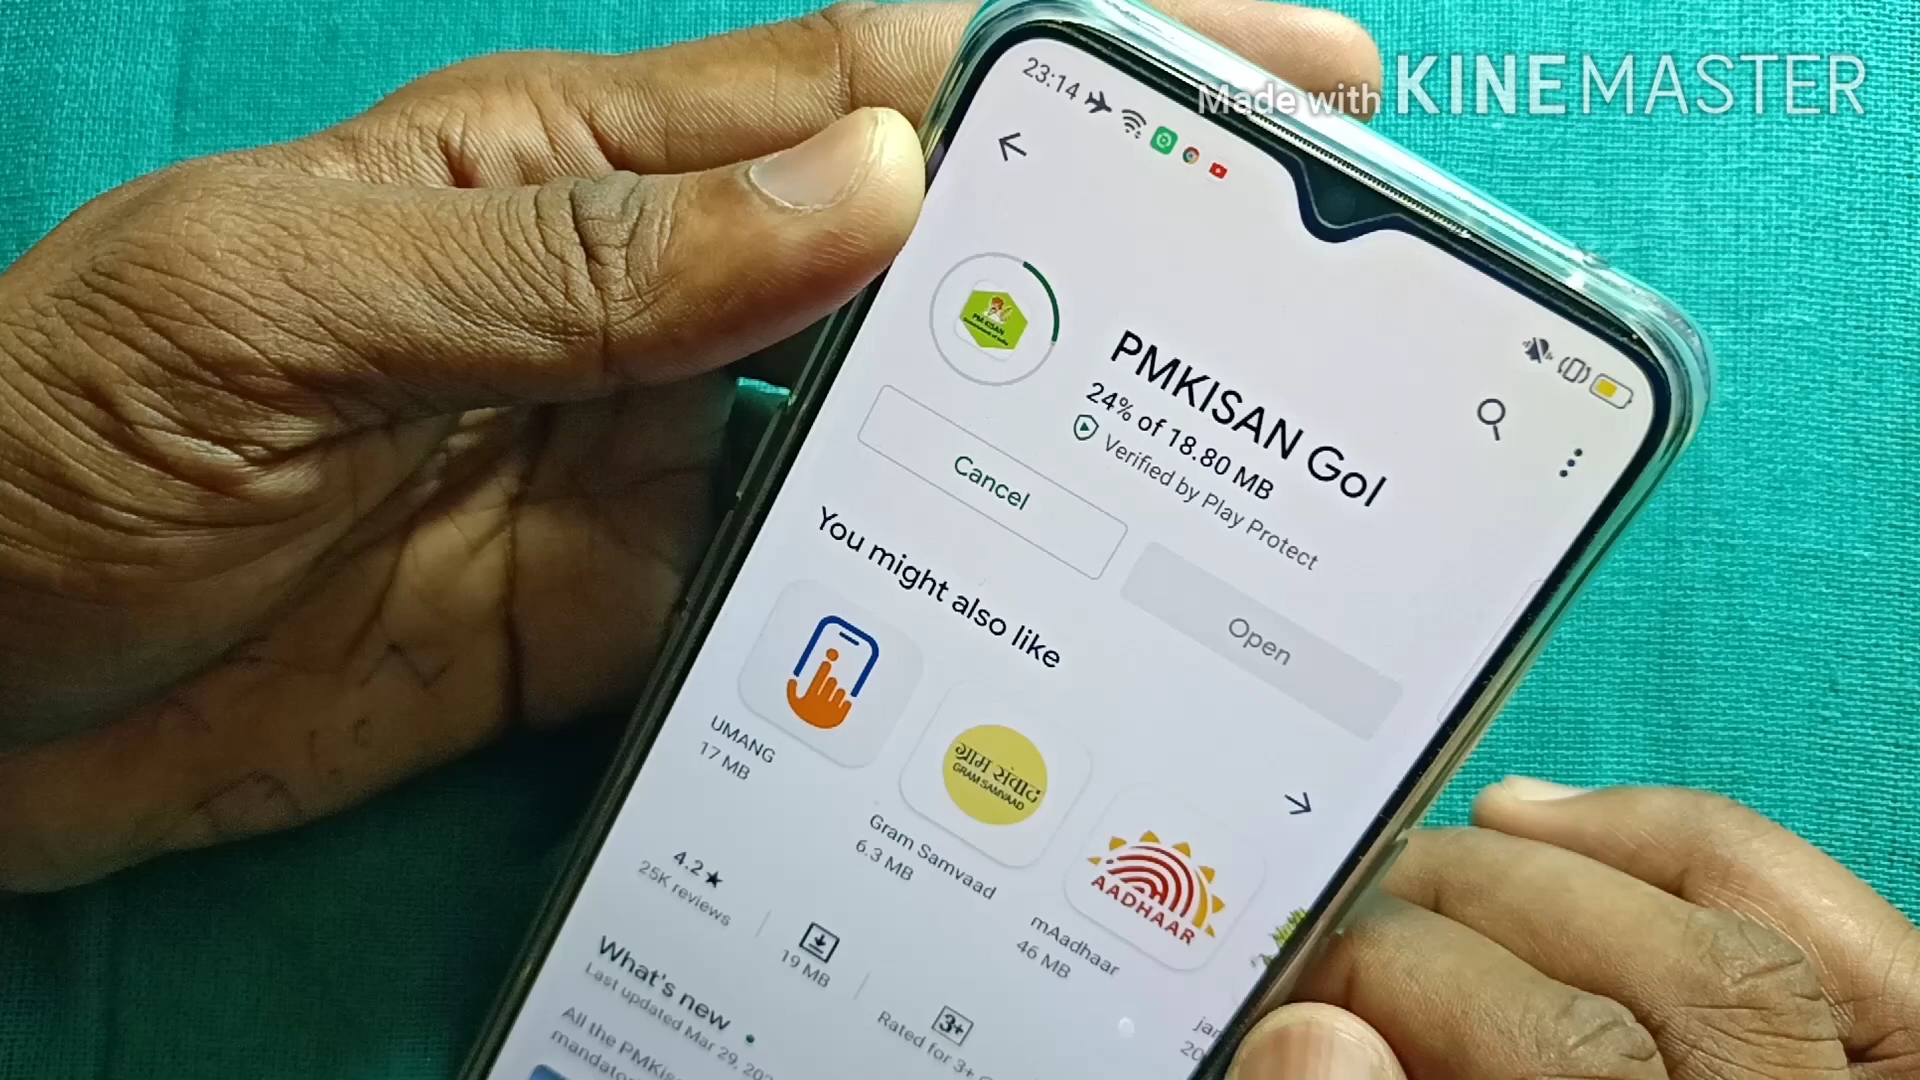 Made with KINEMASTER
23:14
PMKISAN GoI
24% of 18.80 MB
Verified by Play Protect
PM KISAN
Cancel
Open
You might also like
UMANG
17 MB
ગ્રામ સંવાદ
GRAM SAMVAAD
Gram Samvaad
6.3 MB
AADHAAR
mAadhaar
46 MB
4.2★
25K reviews
19 MB
3+
Rated for 3+
What's new
Last updated Mar 29,
All the